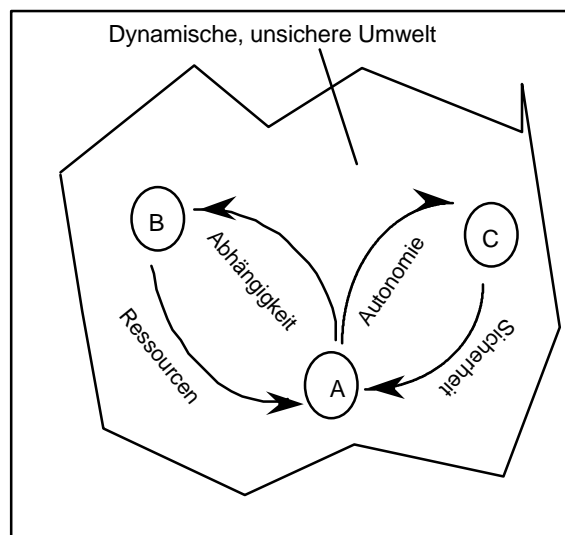 Dynamische, unsichere Umwelt
B
Abhängigkeit
Autonomie
C
Ressourcen
A
Sicherheit